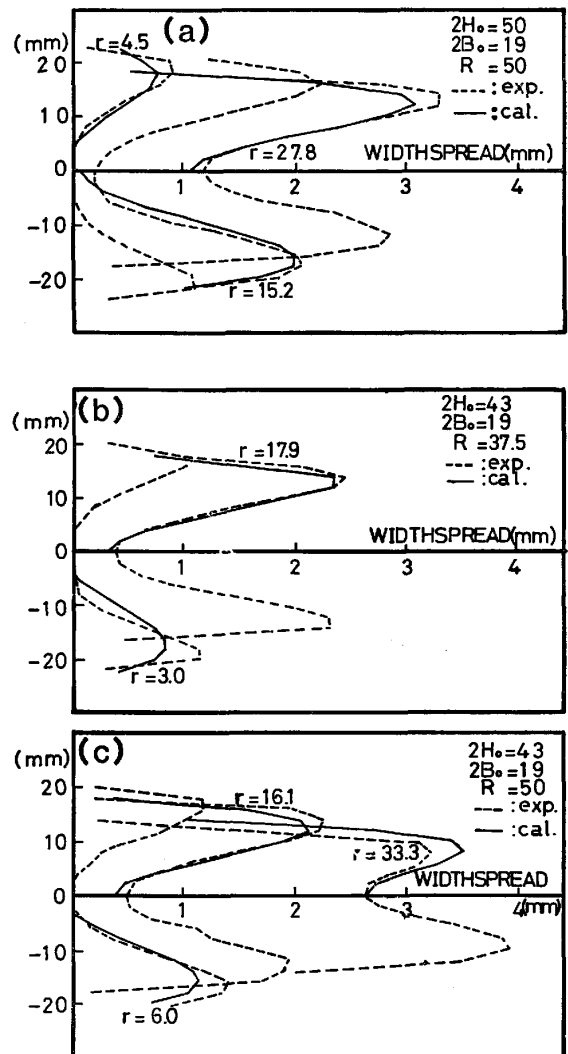 (mm)
(a)
2H₀=50
2B₀=19
R =50
---:exp.
—:cal.
r=4.5
20
10
0
-10
-20
r=27.8
WIDTHSPREAD(mm)
1 2 3 4
r=15.2
(mm)
(b)
2H₀=43
2B₀=19
R =37.5
---:exp.
—:cal.
r=17.9
20
10
0
-10
-20
WIDTHSPREAD(mm)
1 2 3 4
r=3.0
(mm)
(c)
2H₀=43
2B₀=19
R =50
---:exp.
—:cal.
r=16.1
r=33.3
20
10
0
-10
-20
WIDTHSPREAD
1 2 3 4(mm)
r=6.0